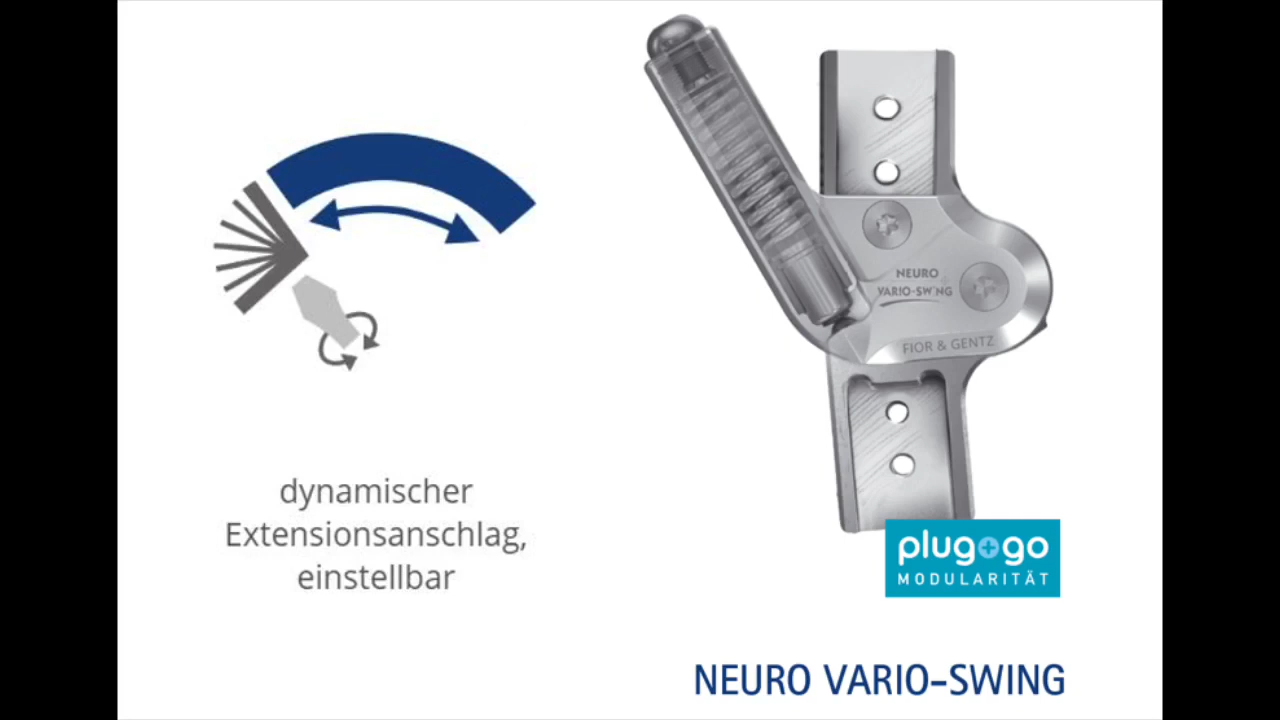 dynamischer
Extensionsanschlag,
einstellbar
NEURO
VARIO-SWING
FIOR & GENTZ
plug+go
MODULARITÄT
NEURO VARIO-SWING